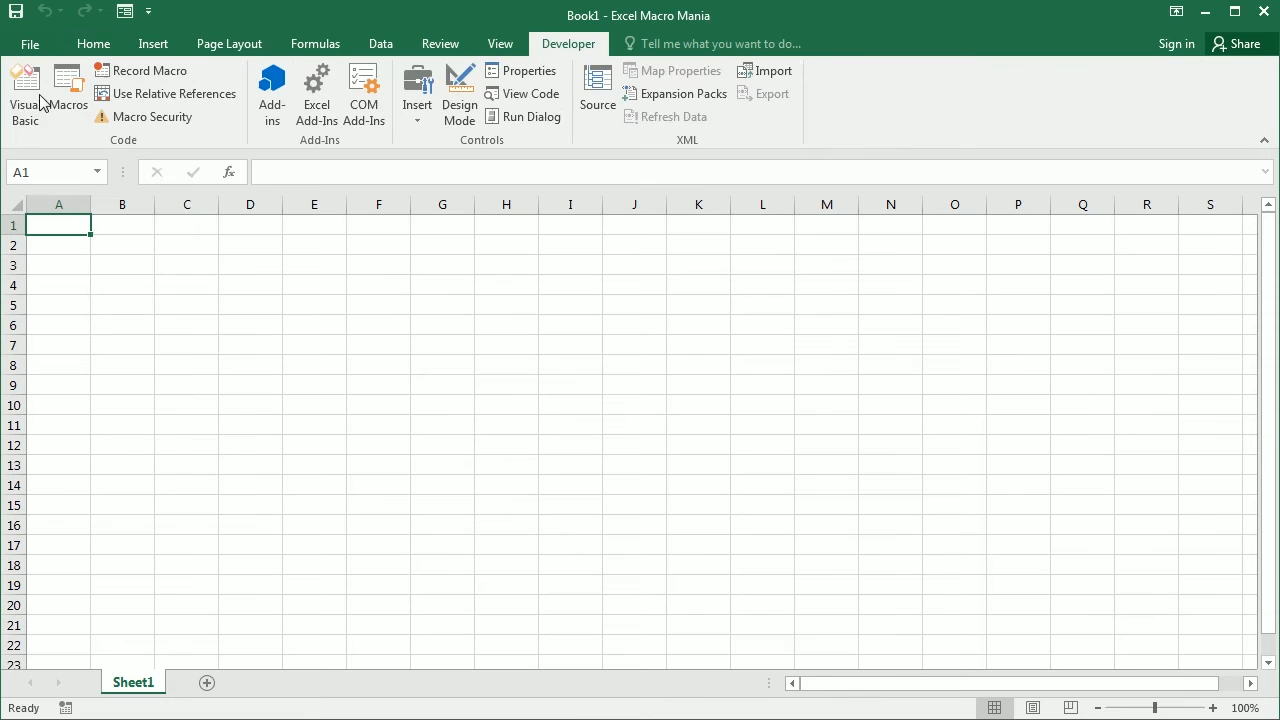 Book1 - Excel Macro Mania
File Home Insert Page Layout Formulas Data Review View Developer Tell me what you want to do... Sign in Share
Visual Basic
Macros
Record Macro
Use Relative References
Macro Security
Code
Add-ins
Excel Add-Ins
COM Add-Ins
Add-Ins
Insert
Design Mode
Properties
View Code
Run Dialog
Controls
Source
Map Properties
Expansion Packs
Refresh Data
Import
Export
XML
A1 fx
A B C D E F G H I J K L M N O P Q R S
1
2
3
4
5
6
7
8
9
10
11
12
13
14
15
16
17
18
19
20
21
22
23
Sheet1
Ready 100%